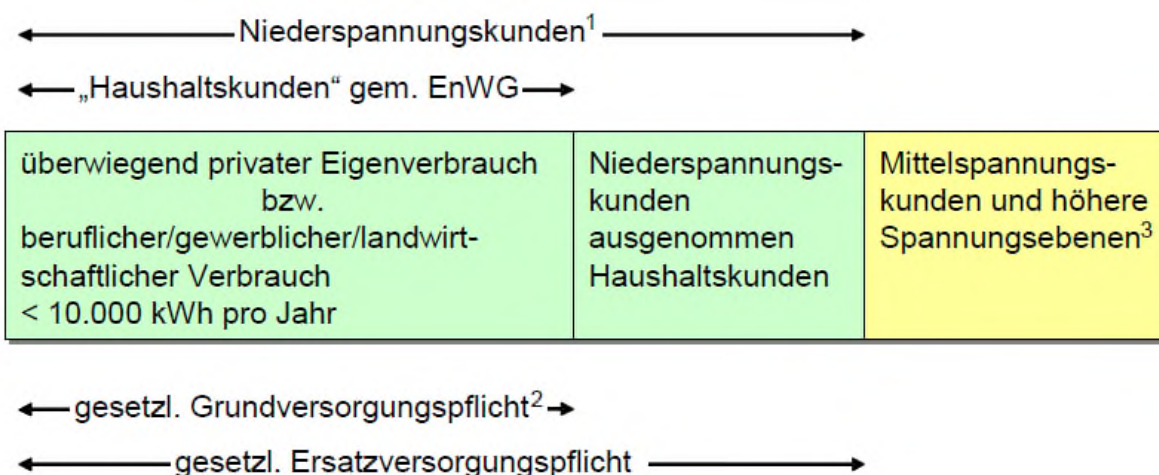 Niederspannungskunden¹
„Haushaltskunden“ gem. EnWG
überwiegend privater Eigenverbrauch
bzw.
beruflicher/gewerblicher/landwirt-
schaftlicher Verbrauch
< 10.000 kWh pro Jahr
Niederspannungs-
kunden
ausgenommen
Haushaltskunden
Mittelspannungs-
kunden und höhere
Spannungsebenen³
gesetzl. Grundversorgungspflicht²
gesetzl. Ersatzversorgungspflicht